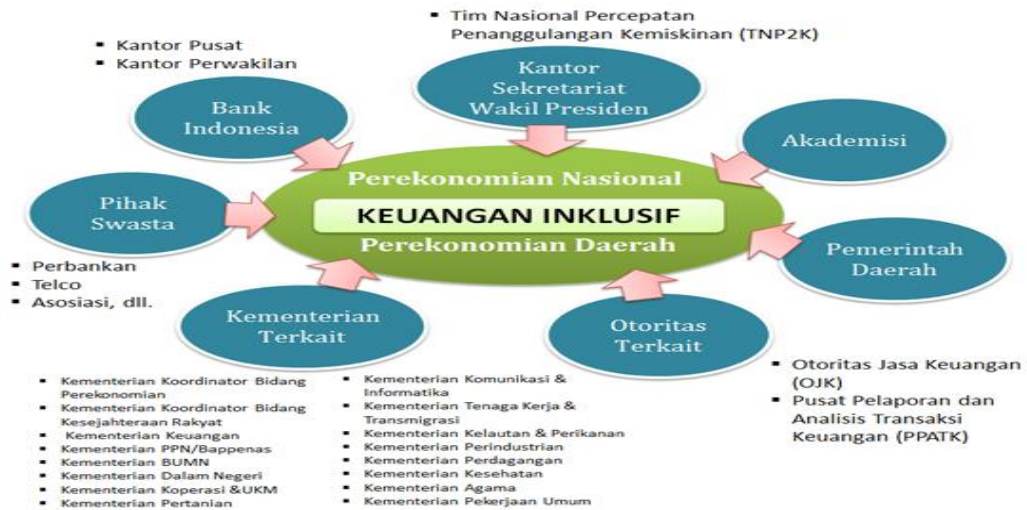 ▪ Tim Nasional Percepatan
Penanggulangan Kemiskinan (TNP2K)
▪ Kantor Pusat
▪ Kantor Perwakilan
Kantor
Sekretariat
Wakil Presiden
Bank
Indonesia
Akademisi
Perekonomian Nasional
KEUANGAN INKLUSIF
Perekonomian Daerah
Pihak
Swasta
▪ Perbankan
▪ Telco
▪ Asosiasi, dll.
Pemerintah
Daerah
Kementerian
Terkait
Otoritas
Terkait
▪ Otoritas Jasa Keuangan
(OJK)
▪ Pusat Pelaporan dan
Analisis Transaksi
Keuangan (PPATK)
▪ Kementerian Koordinator Bidang
Perekonomian
▪ Kementerian Koordinator Bidang
Kesejahteraan Rakyat
▪ Kementerian Keuangan
▪ Kementerian PPN/Bappenas
▪ Kementerian BUMN
▪ Kementerian Dalam Negeri
▪ Kementerian Koperasi &UKM
▪ Kementerian Pertanian
▪ Kementerian Komunikasi &
Informatika
▪ Kementerian Tenaga Kerja &
Transmigrasi
▪ Kementerian Kelautan & Perikanan
▪ Kementerian Perindustrian
▪ Kementerian Perdagangan
▪ Kementerian Kesehatan
▪ Kementerian Agama
▪ Kementerian Pekerjaan Umum